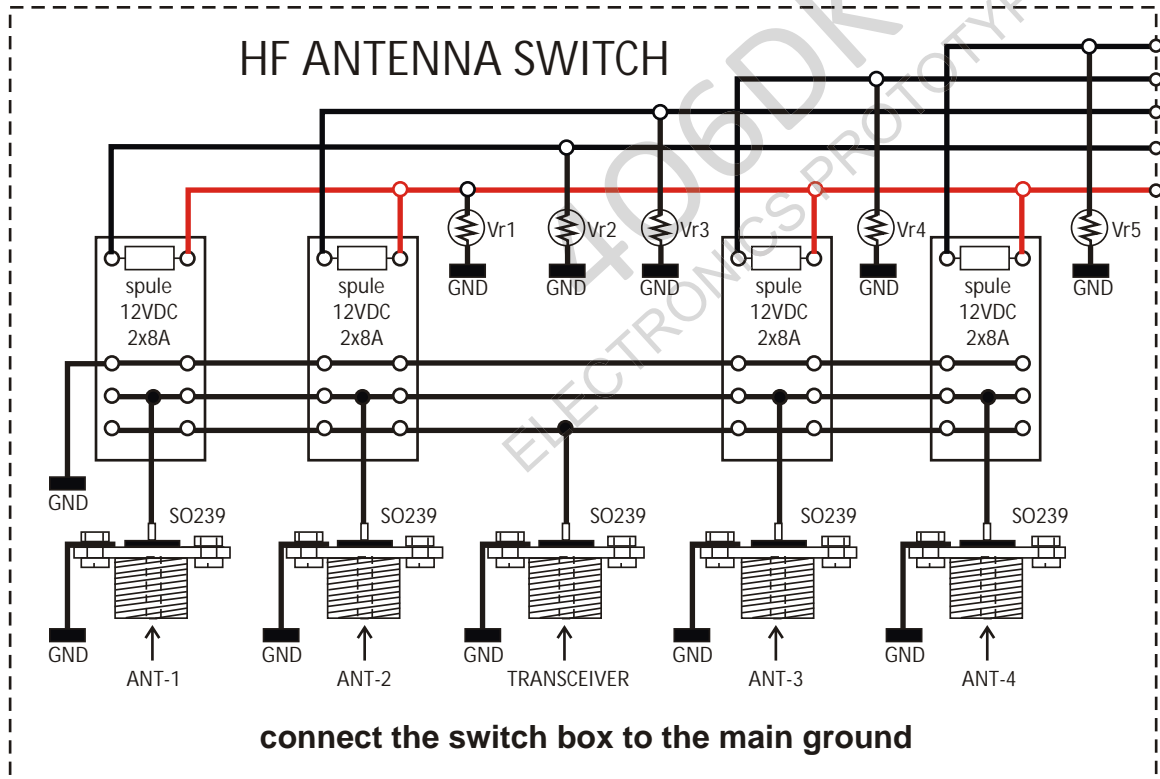 HF ANTENNA SWITCH
406DK
ELECTRONICS PROTOTYP
Vr1
Vr2
Vr3
Vr4
Vr5
GND
GND
GND
GND
GND
spule
12VDC
2x8A
spule
12VDC
2x8A
spule
12VDC
2x8A
spule
12VDC
2x8A
GND
SO239
SO239
SO239
SO239
SO239
GND
GND
GND
GND
GND
ANT-1
ANT-2
TRANSCEIVER
ANT-3
ANT-4
connect the switch box to the main ground